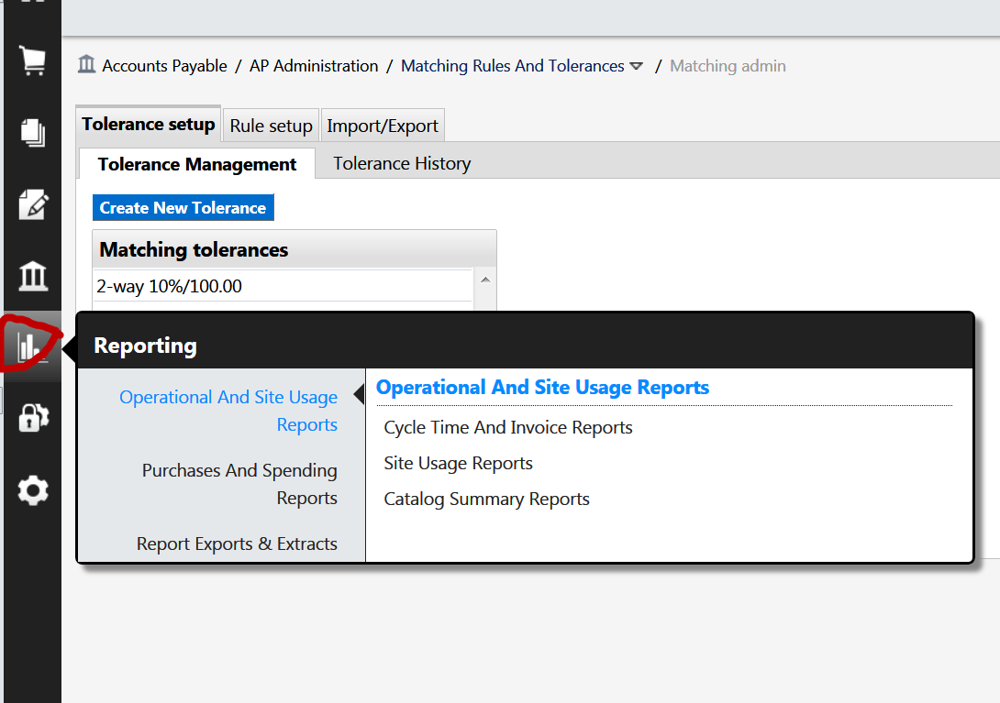 Accounts Payable / AP Administration / Matching Rules And Tolerances / Matching admin
Tolerance setup Rule setup Import/Export
Tolerance Management Tolerance History
Create New Tolerance
Matching tolerances
2-way 10%/100.00
Reporting
Operational And Site Usage
Reports
Purchases And Spending
Reports
Report Exports & Extracts
Operational And Site Usage Reports
Cycle Time And Invoice Reports
Site Usage Reports
Catalog Summary Reports